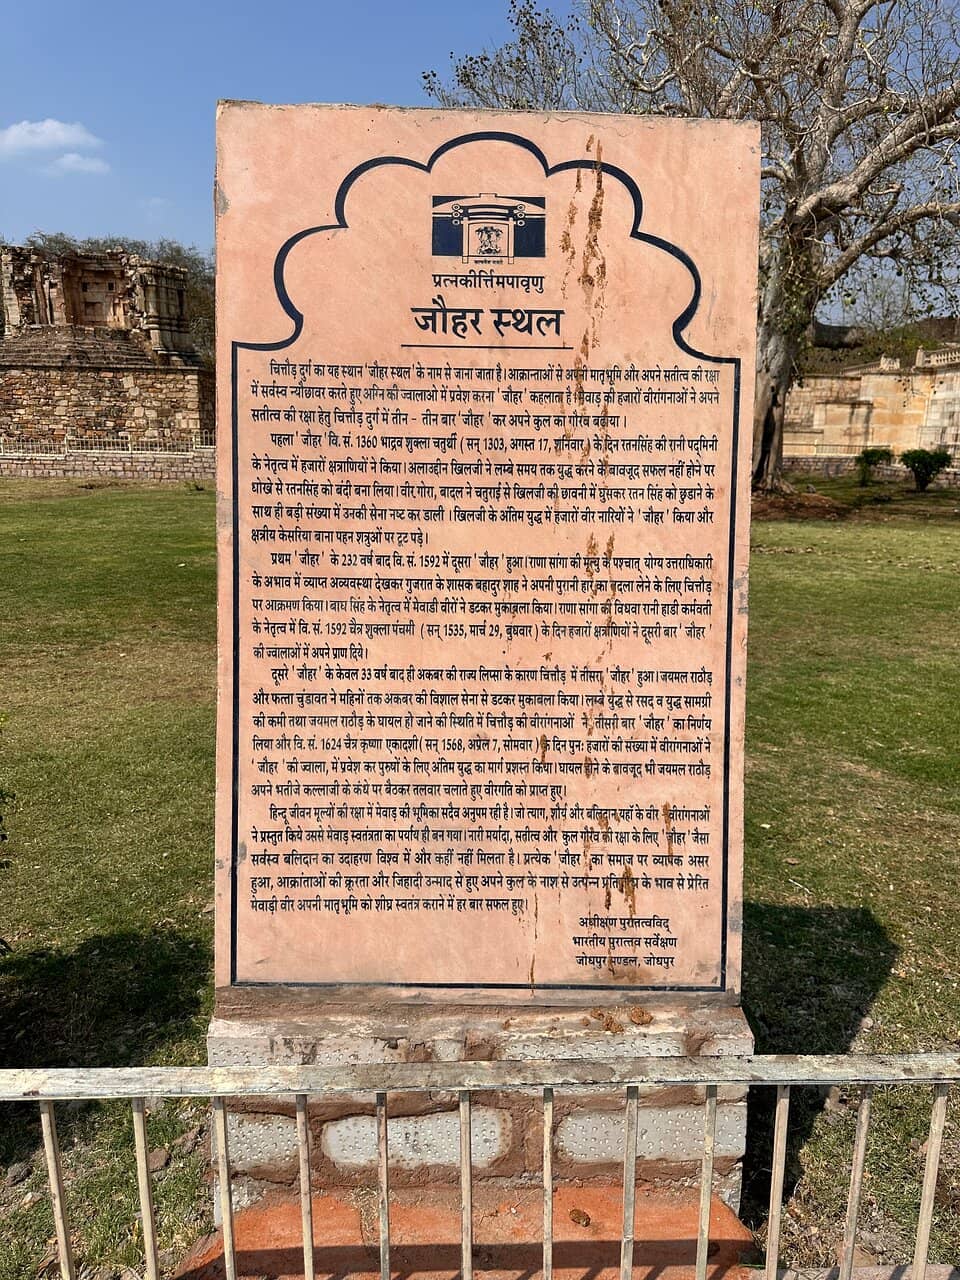 प्रत्नकीर्त्तिमपावृणु
जौहर स्थल
चित्तौड़ दुर्ग का यह स्थान 'जौहर स्थल' के नाम से जाना जाता है। आक्रान्ताओं से अपनी मातृभूमि और अपने सतीत्व की रक्षा
में सर्वस्व न्यौछावर करते हुए अग्नि की ज्वालाओ में प्रवेश करना 'जौहर' कहलाता है। मेवाड़ की हजारों वीरांगनाओं ने अपने
सतीत्व की रक्षा हेतु चित्तौड़ दुर्ग में तीन - तीन बार 'जौहर' कर अपने कुल का गौरव बढ़ाया ।
पहला 'जौहर' वि. सं. 1360 भाद्रव शुक्ला चतुर्थी ( सन् 1303, अगस्त 17, शनिवार ) के दिन रतनसिंह की रानी पद्मिनी
के नेतृत्व में हजारों क्षत्राणियों ने किया। अलाउद्दीन खिलजी ने लम्बे समय तक युद्ध करने के बावजूद सफल नहीं होने पर
धोखे से रतनसिंह को बंदी बना लिया। वीर गोरा, बादल ने चतुराई से खिलजी की छावनी में घुसकर रतन सिंह को छुडाने के
साथ ही बड़ी संख्या में उनकी सेना नष्ट कर डाली । खिलजी के अंतिम युद्ध में हजारों वीर नारियों ने 'जौहर' किया और
क्षत्रीय केसरिया बाना पहन शत्रुओं पर टूट पड़े।
प्रथम 'जौहर' के 232 वर्ष बाद वि. सं. 1592 में दूसरा 'जौहर' हुआ। राणा सांगा की मृत्यु के पश्चात् योग्य उत्तराधिकारी
के अभाव में व्याप्त अव्यवस्था देखकर गुजरात के शासक बहादुर शाह ने अपनी पुरानी हार का बदला लेने के लिए चित्तौड़
पर आक्रमण किया। बाघ सिंह के नेतृत्व में मेवाडी वीरों ने डटकर मुकाबला किया। राणा सांगा की विधवा रानी हाडी कर्मवती
के नेतृत्व में वि. सं. 1592 चैत्र शुक्ला पंचमी ( सन् 1535, मार्च 29, बुधवार ) के दिन हजारों क्षत्राणियों ने दूसरी बार 'जौहर'
की ज्वालाओं में अपने प्राण दिये।
दूसरे 'जौहर' के केवल 33 वर्ष बाद ही अकबर की राज्य लिप्सा के कारण चित्तौड़ में तीसरा 'जौहर' हुआ। जयमल राठौड़
और फत्ता चुंडावत ने महिनों तक अकबर की विशाल सेना से डटकर मुकाबला किया। लम्बे युद्ध से रसद व युद्ध सामग्री
की कमी तथा जयमल राठौड़ के घायल हो जाने की स्थिति में चित्तौड़ की वीरांगनाओं ने तीसरी बार 'जौहर' का निर्णय
लिया और वि. सं. 1624 चैत्र कृष्णा एकादशी ( सन् 1568, अप्रेल 7, सोमवार ) के दिन पुनः हजारों की संख्या में वीरांगनाओं ने
'जौहर' की ज्वाला, में प्रवेश कर पुरुषों के लिए अंतिम युद्ध का मार्ग प्रशस्त किया। घायल होने के बावजूद भी जयमल राठौड़
अपने भतीजे कल्लाजी के कंधे पर बैठकर तलवार चलाते हुए वीरगति को प्राप्त हुए।
हिन्दू जीवन मूल्यों की रक्षा में मेवाड़ की भूमिका सदैव अनुपम रही है। जो त्याग, शौर्य और बलिदान यहाँ के वीर - वीरांगनाओं
ने प्रस्तुत किये उससे मेवाड़ स्वतंत्रता का पर्याय ही बन गया। नारी मर्यादा, सतीत्व और कुल गौरव की रक्षा के लिए 'जौहर' जैसा
सर्वस्व बलिदान का उदाहरण विश्व में और कहीं नहीं मिलता है। प्रत्येक 'जौहर' का समाज पर व्यापक असर
हुआ, आक्रांताओं की क्रूरता और जिहादी उन्माद से हुए अपने कुल के नाश से उत्पन्न प्रतिशोध के भाव से प्रेरित
मेवाड़ी वीर अपनी मातृभूमि को शीघ्र स्वतंत्र कराने में हर बार सफल हुए।
अधीक्षण पुरातत्वविद्
भारतीय पुरातत्तव सर्वेक्षण
जोधपुर मण्डल, जोधपुर